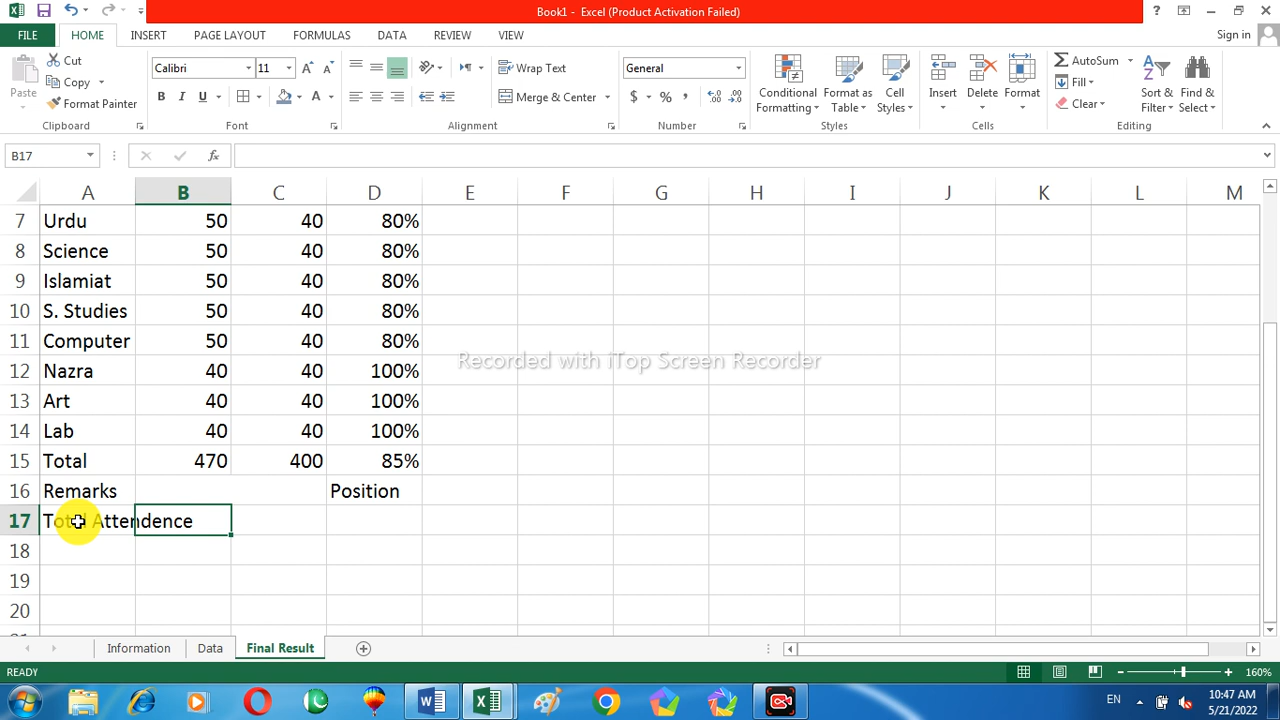 Book1 - Excel (Product Activation Failed)
FILE HOME INSERT PAGE LAYOUT FORMULAS DATA REVIEW VIEW Sign in
Paste Cut Copy Format Painter Clipboard
Calibri 11 B I U A Font
Wrap Text Merge & Center Alignment
General $ % , Number
Conditional Formatting Format as Table Cell Styles Styles
Insert Delete Format Cells
AutoSum Fill Clear Sort & Filter Find & Select Editing
B17 fx
A B C D E F G H I J K L M
7 Urdu 50 40 80%
8 Science 50 40 80%
9 Islamiat 50 40 80%
10 S. Studies 50 40 80%
11 Computer 50 40 80%
Recorded with iTop Screen Recorder
12 Nazra 40 40 100%
13 Art 40 40 100%
14 Lab 40 40 100%
15 Total 470 400 85%
16 Remarks Position
17 Total Attendence
18
19
20
Information Data Final Result
READY 160%
EN 10:47 AM
5/21/2022